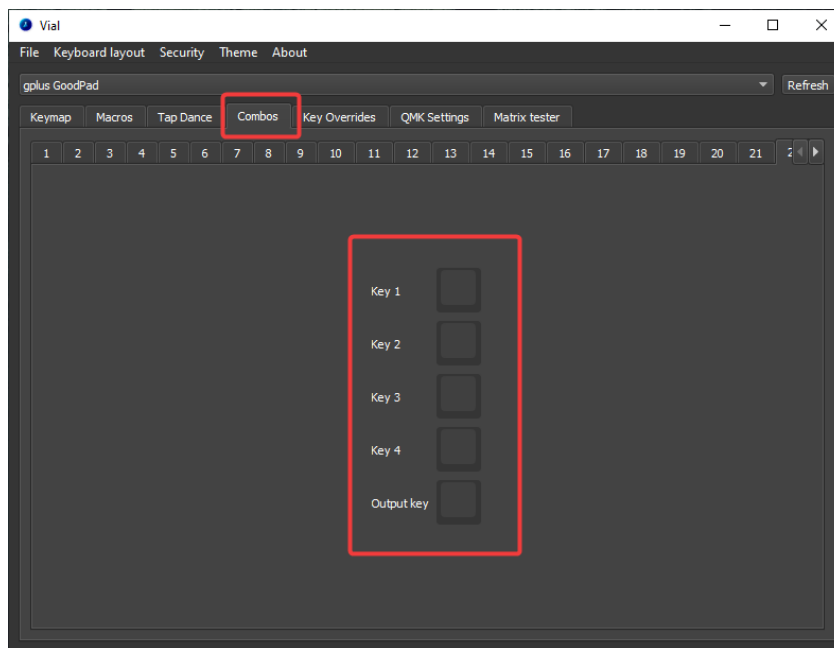 Vial
File Keyboard layout Security Theme About
gplus GoodPad Refresh
Keymap Macros Tap Dance Combos Key Overrides QMK Settings Matrix tester
1 2 3 4 5 6 7 8 9 10 11 12 13 14 15 16 17 18 19 20 21
Key 1
Key 2
Key 3
Key 4
Output key